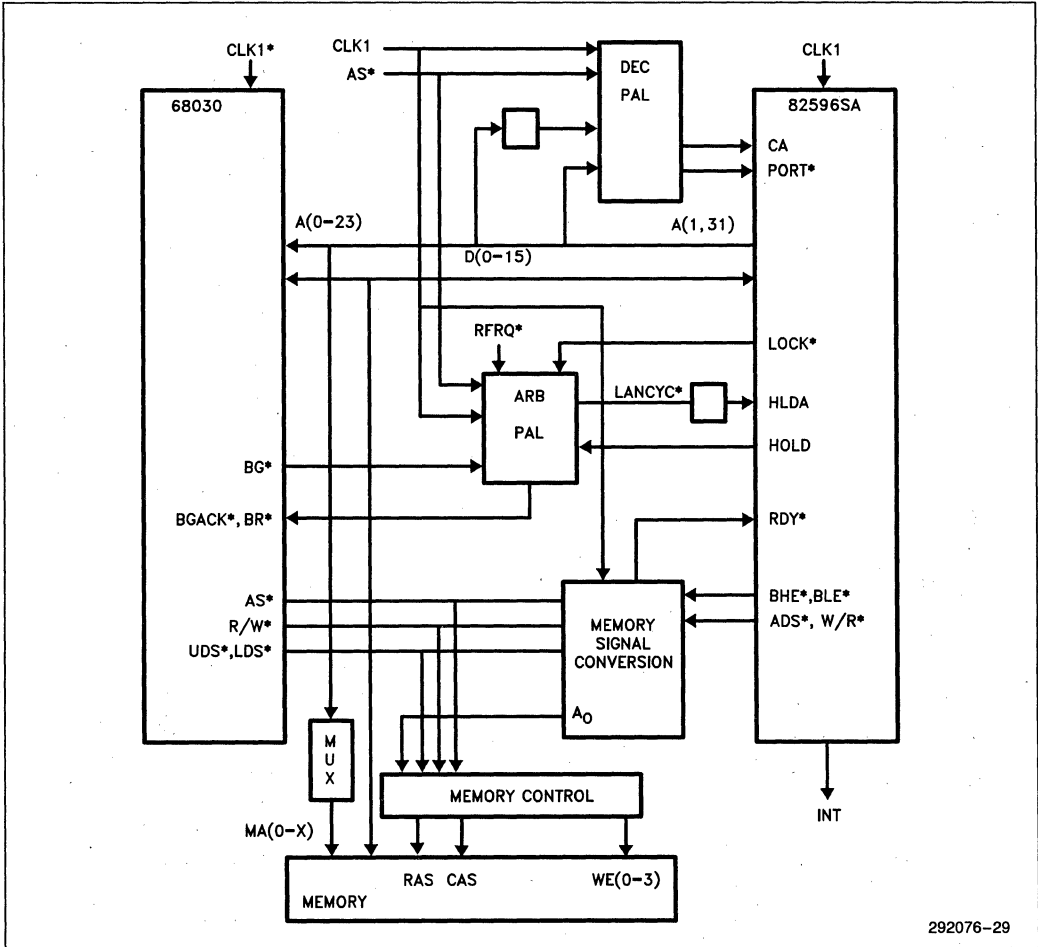 CLK1*
CLK1
AS*
CLK1
68030
DEC
PAL
82596SA
CA
PORT*
A(0-23)
A(1,31)
D(0-15)
RFRQ*
LOCK*
ARB
PAL
LANCYC*
HLDA
HOLD
BG*
BGACK*, BR*
RDY*
AS*
R/W*
UDS*,LDS*
MEMORY
SIGNAL
CONVERSION
BHE*,BLE*
ADS*, W/R*
A0
M
U
X
MEMORY CONTROL
INT
MA(0-X)
RAS CAS
WE(0-3)
MEMORY
292076-29